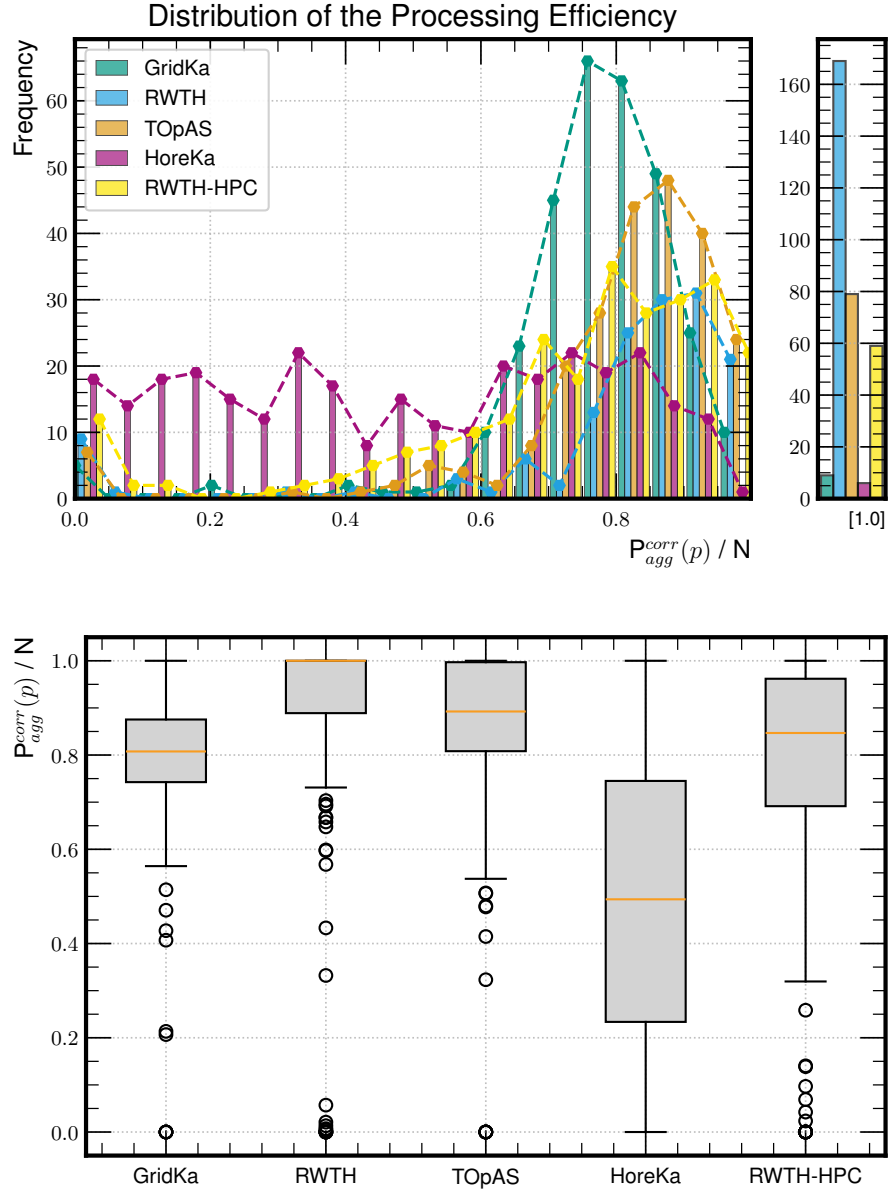 Distribution of the Processing Efficiency
Frequency
GridKa
RWTH
TOpAS
HoreKa
RWTH-HPC
60
50
40
30
20
10
0
0.0 0.2 0.4 0.6 0.8
P_{agg}^{corr}(p) / N
160
140
120
100
80
60
40
20
0
[1.0]
P_{agg}^{corr}(p) / N
1.0
0.8
0.6
0.4
0.2
0.0
GridKa RWTH TOpAS HoreKa RWTH-HPC